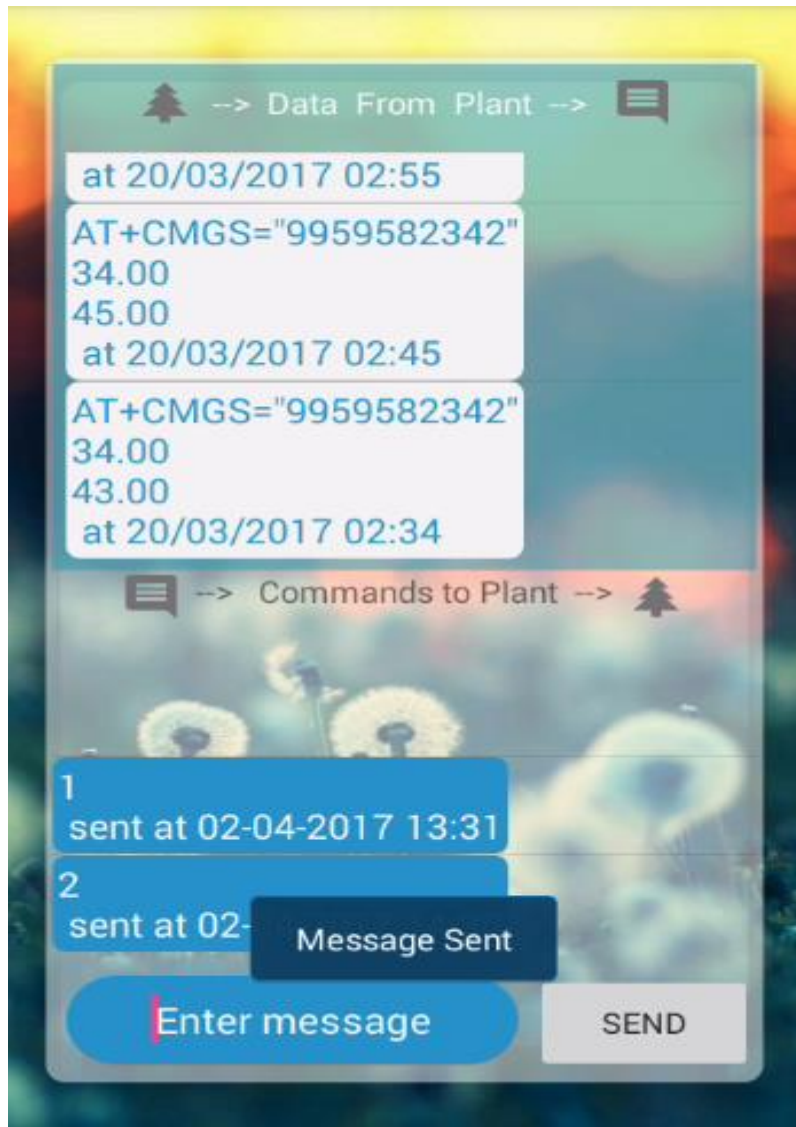 --> Data From Plant -->
at 20/03/2017 02:55
AT+CMGS="9959582342"
34.00
45.00
at 20/03/2017 02:45
AT+CMGS="9959582342"
34.00
43.00
at 20/03/2017 02:34
--> Commands to Plant -->
1
sent at 02-04-2017 13:31
2
sent at 02-
Message Sent
Enter message
SEND